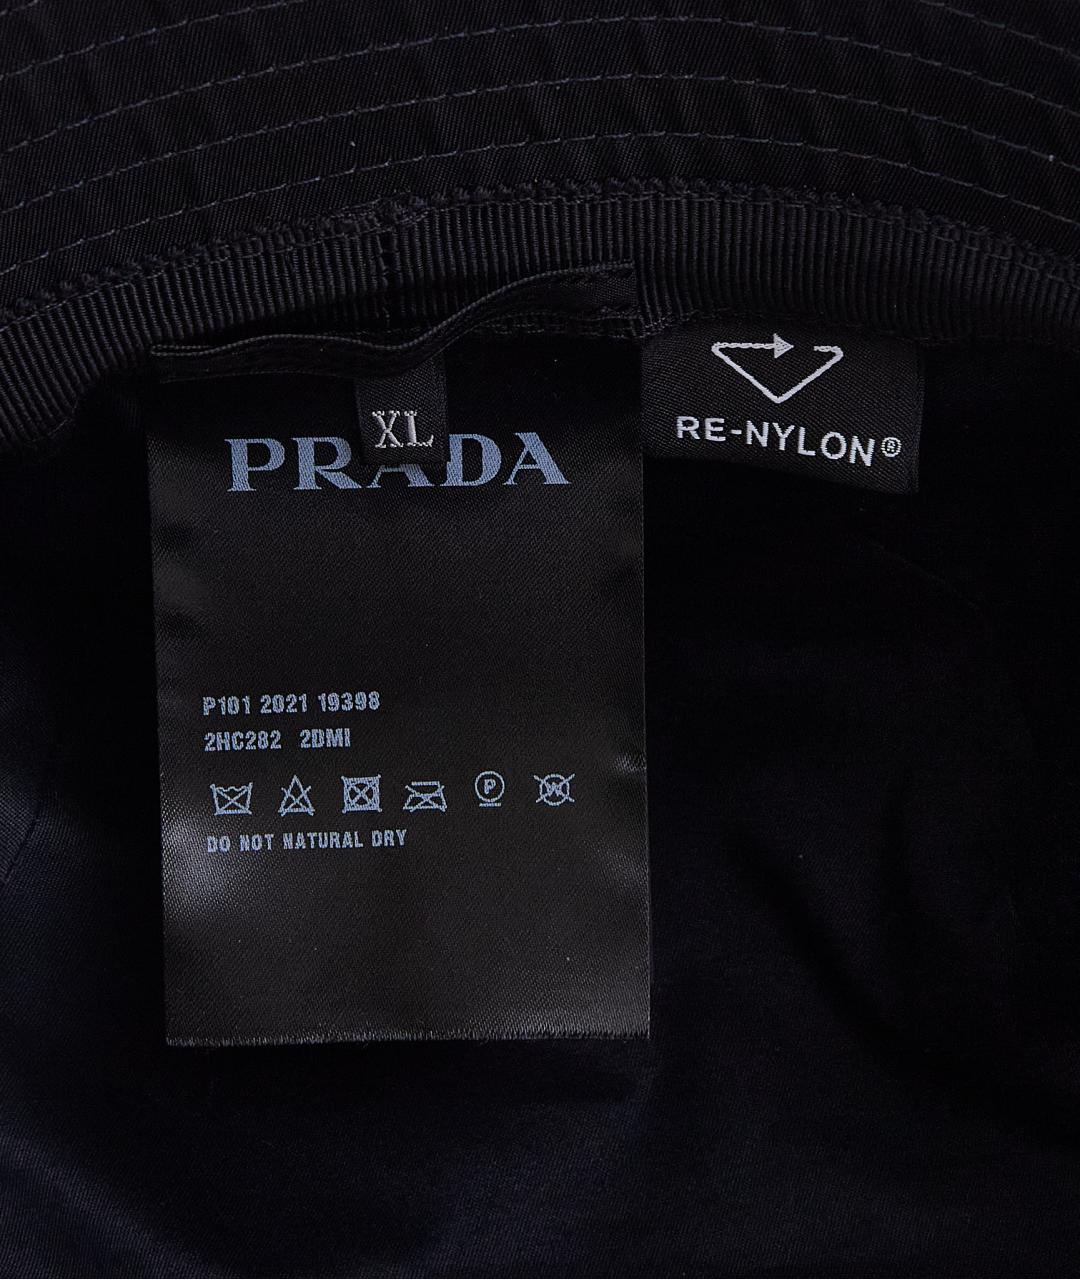 XL
PRADA
RE-NYLON®
P101 2021 19398
2HC282 2DMI
P
W
DO NOT NATURAL DRY